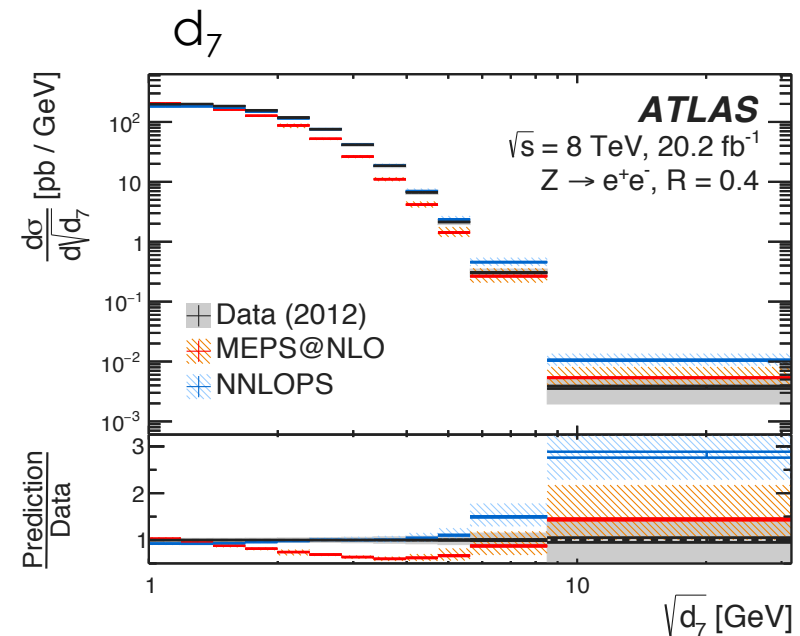 d₇
dσ
d√d₇ [pb / GeV]
10²
10
1
10⁻¹
10⁻²
10⁻³
ATLAS
√s = 8 TeV, 20.2 fb⁻¹
Z → e⁺e⁻, R = 0.4
Data (2012)
MEPS@NLO
NNLOPS
Prediction
Data
3
2
1
1
10
√d₇ [GeV]